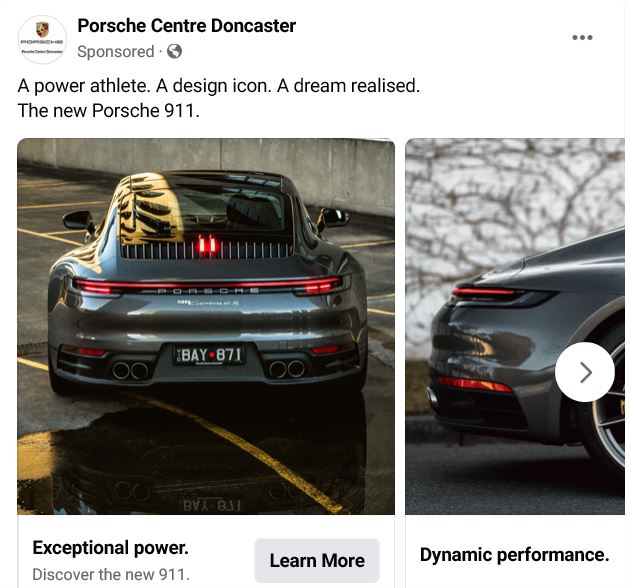 PORSCHE
Porsche Centre Doncaster
Porsche Centre Doncaster
Sponsored ·
A power athlete. A design icon. A dream realised.
The new Porsche 911.
PORSCHE
911 Carrera 4S
BAY·871
Exceptional power.
Discover the new 911.
Learn More
Dynamic performance.